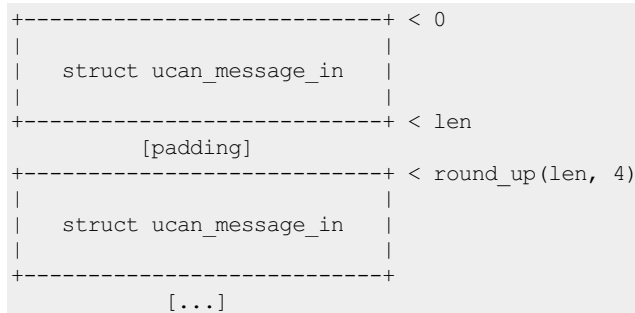 +----------------------------+ < 0
|                            |
|   struct ucan_message_in   |
|                            |
+----------------------------+ < len
          [padding]
+----------------------------+ < round_up(len, 4)
|                            |
|   struct ucan_message_in   |
|                            |
+----------------------------+
            [...]